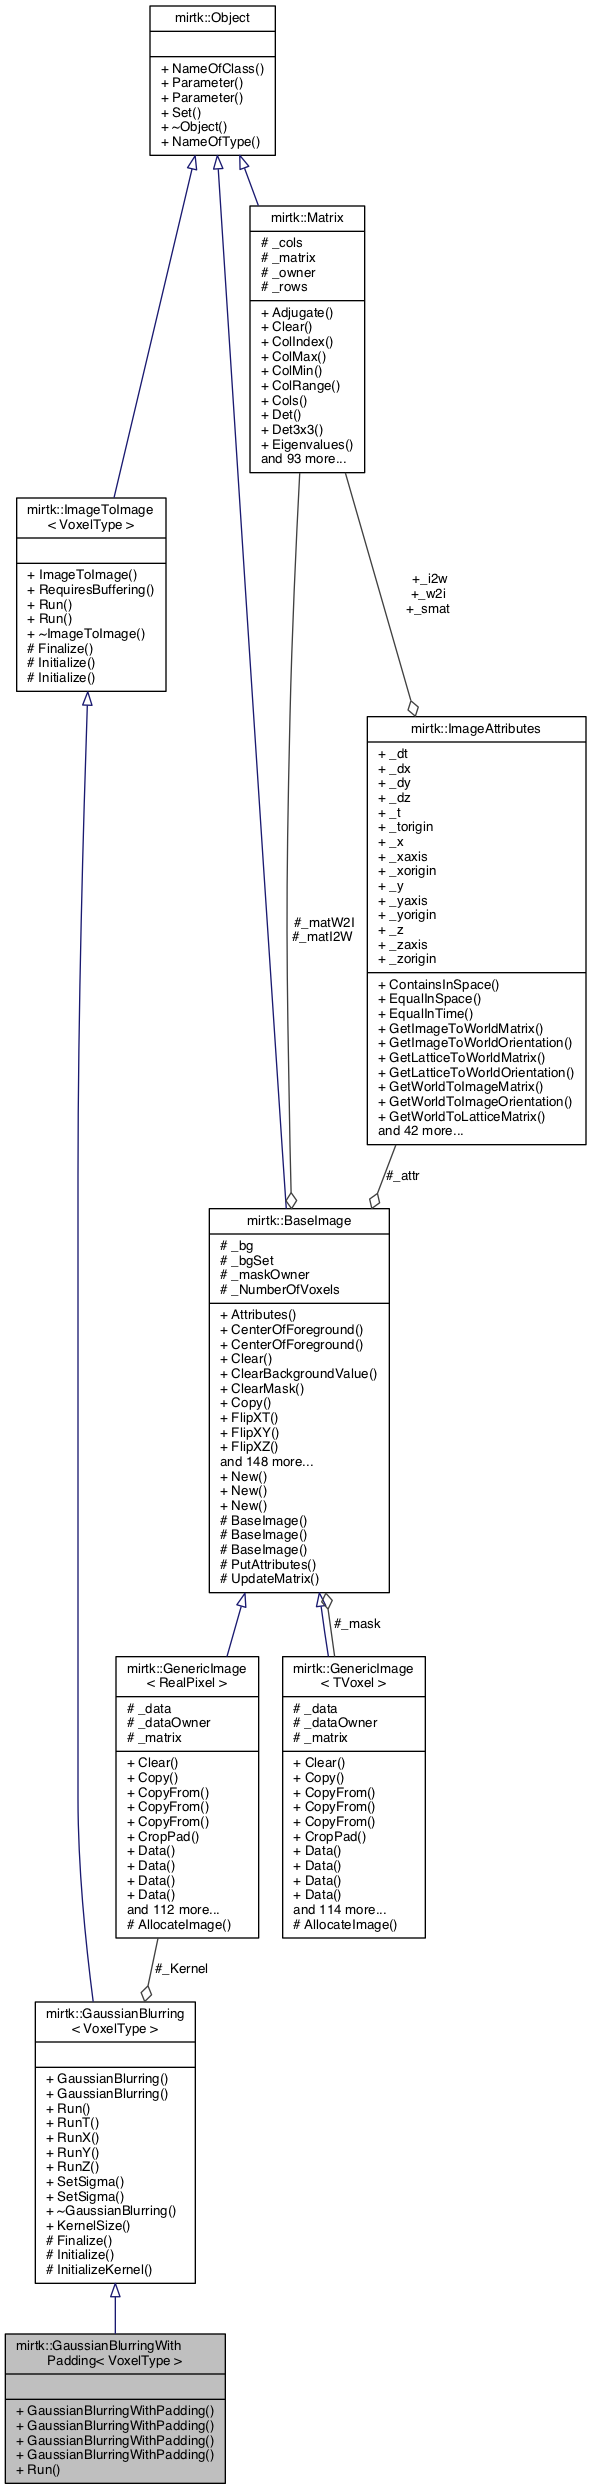 mirtk::Object
+ NameOfClass()
+ Parameter()
+ Parameter()
+ Set()
+ ~Object()
+ NameOfType()
mirtk::Matrix
# _cols
# _matrix
# _owner
# _rows
+ Adjugate()
+ Clear()
+ ColIndex()
+ ColMax()
+ ColMin()
+ ColRange()
+ Cols()
+ Det()
+ Det3x3()
+ Eigenvalues()
and 93 more...
mirtk::ImageToImage
< VoxelType >
+ ImageToImage()
+ RequiresBuffering()
+ Run()
+ Run()
+ ~ImageToImage()
# Finalize()
# Initialize()
# Initialize()
+_i2w
+_w2i
+_smat
mirtk::ImageAttributes
+ _dt
+ _dx
+ _dy
+ _dz
+ _t
+ _torigin
+ _x
+ _xaxis
+ _xorigin
+ _y
+ _yaxis
+ _yorigin
+ _z
+ _zaxis
+ _zorigin
+ ContainsInSpace()
+ EqualInSpace()
+ EqualInTime()
+ GetImageToWorldMatrix()
+ GetImageToWorldOrientation()
+ GetLatticeToWorldMatrix()
+ GetLatticeToWorldOrientation()
+ GetWorldToImageMatrix()
+ GetWorldToImageOrientation()
+ GetWorldToLatticeMatrix()
and 42 more...
#_matW2I
#_matI2W
#_attr
mirtk::BaseImage
# _bg
# _bgSet
# _maskOwner
# _NumberOfVoxels
+ Attributes()
+ CenterOfForeground()
+ CenterOfForeground()
+ Clear()
+ ClearBackgroundValue()
+ ClearMask()
+ Copy()
+ FlipXT()
+ FlipXY()
+ FlipXZ()
and 148 more...
+ New()
+ New()
+ New()
# BaseImage()
# BaseImage()
# BaseImage()
# PutAttributes()
# UpdateMatrix()
#_mask
mirtk::GenericImage
< RealPixel >
# _data
# _dataOwner
# _matrix
+ Clear()
+ Copy()
+ CopyFrom()
+ CopyFrom()
+ CopyFrom()
+ CropPad()
+ Data()
+ Data()
+ Data()
+ Data()
and 112 more...
# AllocateImage()
mirtk::GenericImage
< TVoxel >
# _data
# _dataOwner
# _matrix
+ Clear()
+ Copy()
+ CopyFrom()
+ CopyFrom()
+ CopyFrom()
+ CropPad()
+ Data()
+ Data()
+ Data()
+ Data()
and 114 more...
# AllocateImage()
#_Kernel
mirtk::GaussianBlurring
< VoxelType >
+ GaussianBlurring()
+ GaussianBlurring()
+ Run()
+ RunT()
+ RunX()
+ RunY()
+ RunZ()
+ SetSigma()
+ SetSigma()
+ ~GaussianBlurring()
+ KernelSize()
# Finalize()
# Initialize()
# InitializeKernel()
mirtk::GaussianBlurringWith
Padding< VoxelType >
+ GaussianBlurringWithPadding()
+ GaussianBlurringWithPadding()
+ GaussianBlurringWithPadding()
+ GaussianBlurringWithPadding()
+ Run()